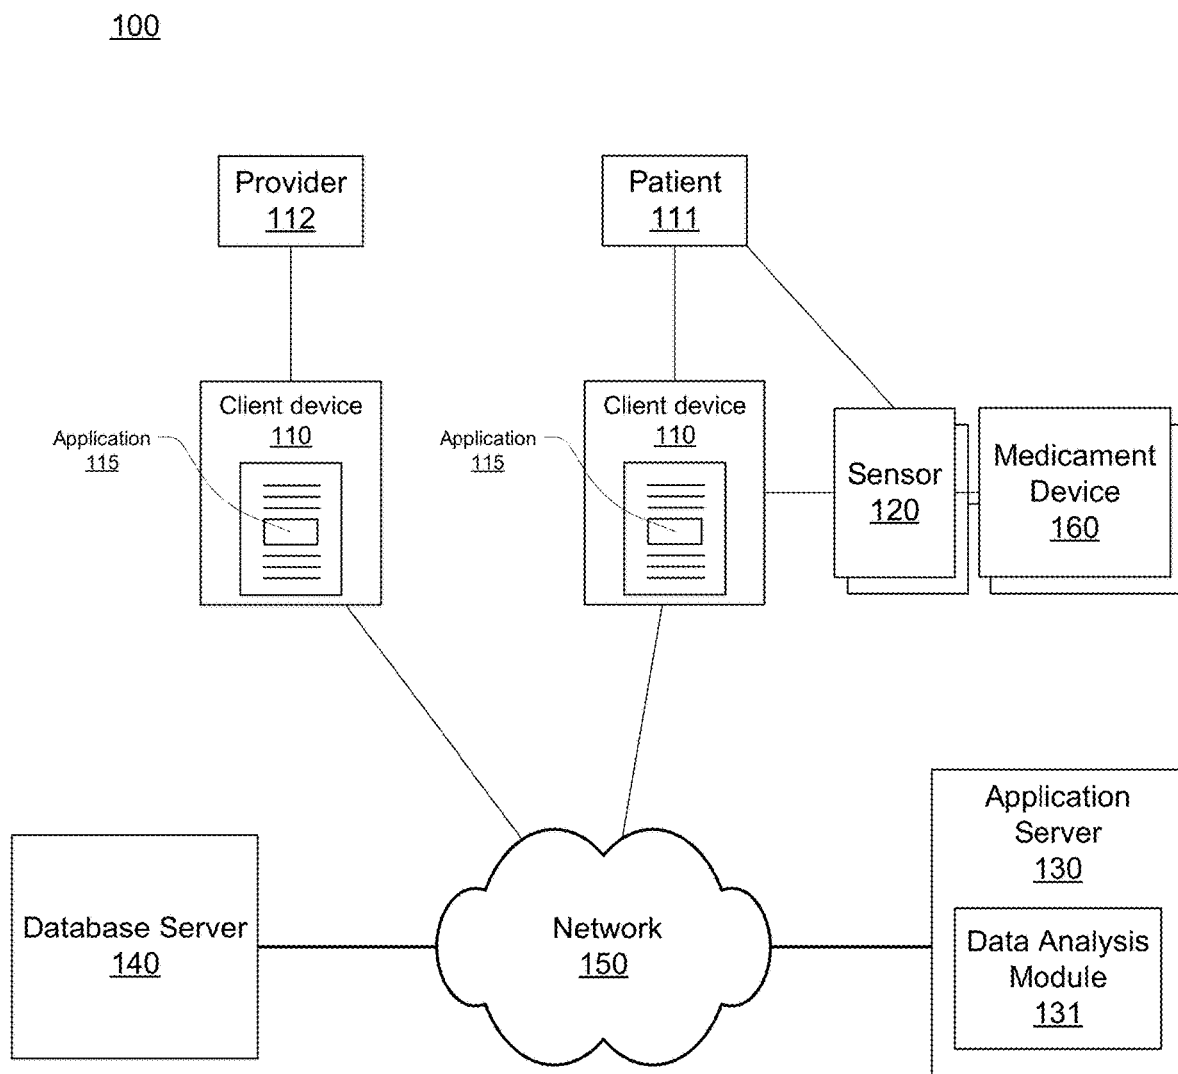 100
Provider
112
Patient
111
Client device
110
Application
115
Client device
110
Application
115
Sensor
120
Medicament
Device
160
Database Server
140
Network
150
Application
Server
130
Data Analysis
Module
131